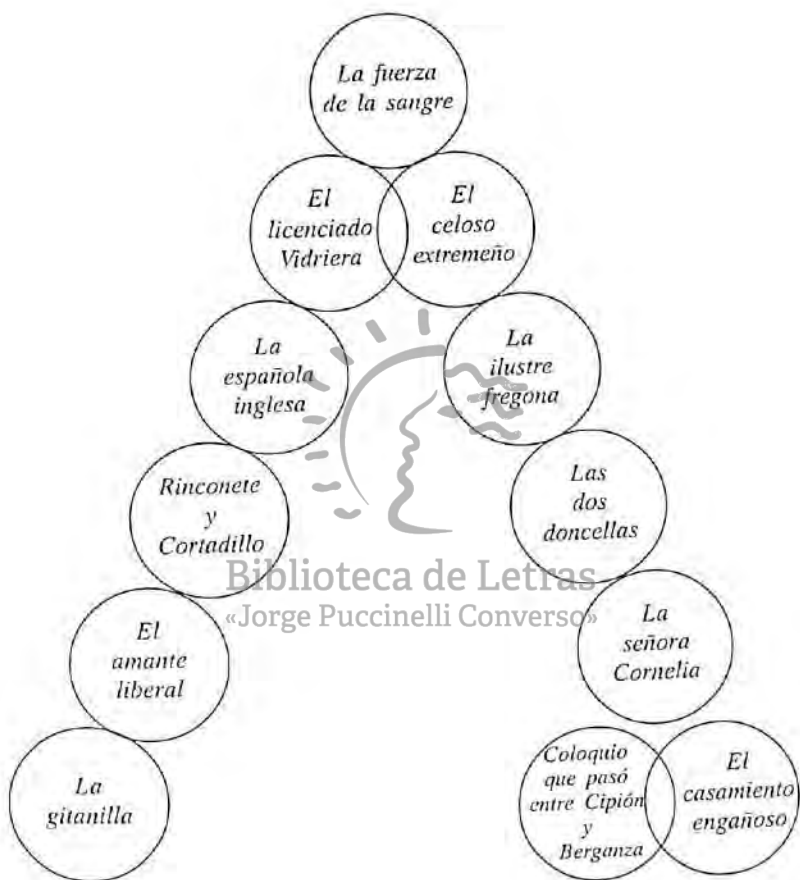 La fuerza
de la sangre
El
licenciado
Vidriera
El
celoso
extremeño
La
española
inglesa
La
ilustre
fregona
Rinconete
y
Cortadillo
Las
dos
doncellas
Biblioteca de Letras
«Jorge Puccinelli Converso»
El
amante
liberal
La
señora
Cornelia
La
gitanilla
Coloquio
que pasó
entre Cipión
y
Berganza
El
casamiento
engañoso